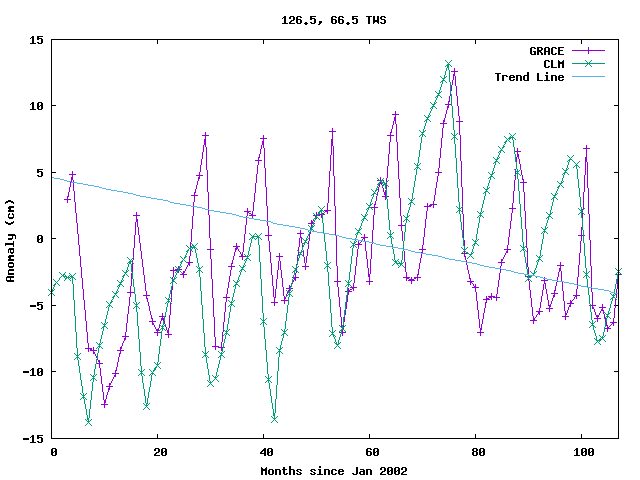 126.5, 66.5 TWS
GRACE
CLM
Trend Line
15
10
5
0
-5
-10
-15
Anomaly (cm)
0 20 40 60 80 100
Months since Jan 2002